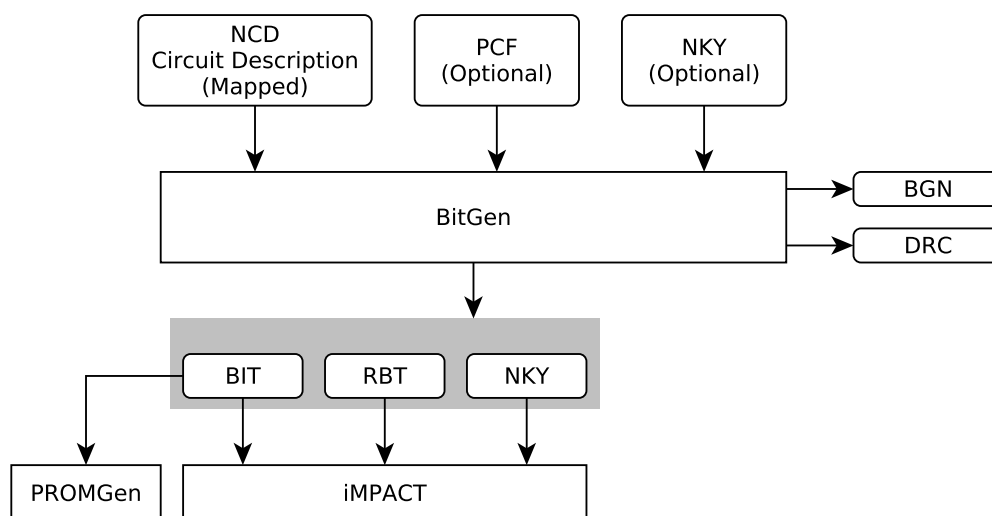 NCD
Circuit Description
(Mapped)
PCF
(Optional)
NKY
(Optional)
BitGen
BGN
DRC
BIT
RBT
NKY
PROMGen
iMPACT